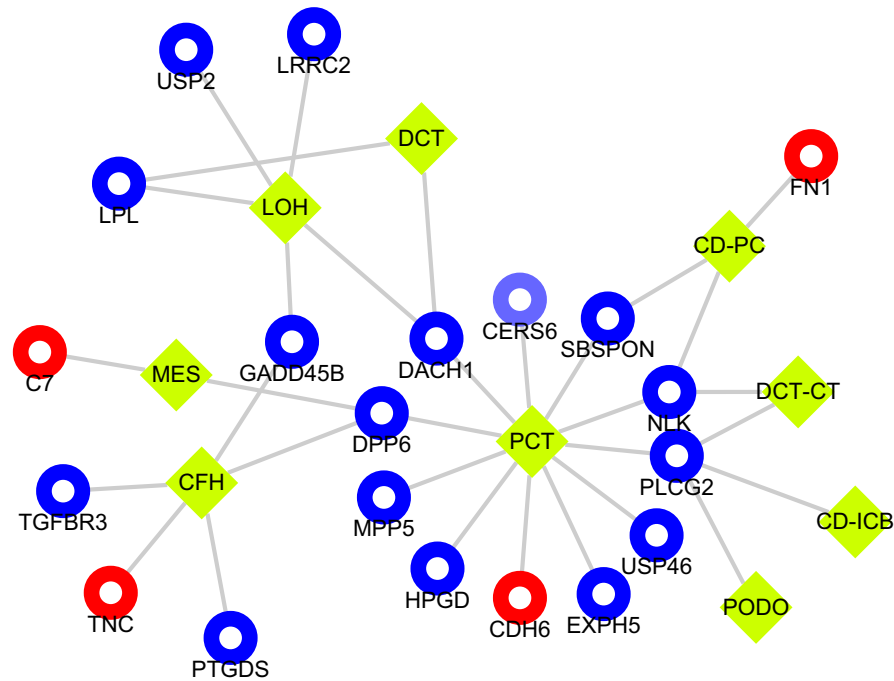 LRRC2
USP2
DCT
FN1
LPL
LOH
CD-PC
CERS6
SBSPON
C7
MES
GADD45B
DACH1
DCT-CT
NLK
DPP6
PCT
CFH
PLCG2
TGFBR3
MPP5
CD-ICB
USP46
HPGD
PODO
TNC
CDH6
EXPH5
PTGDS